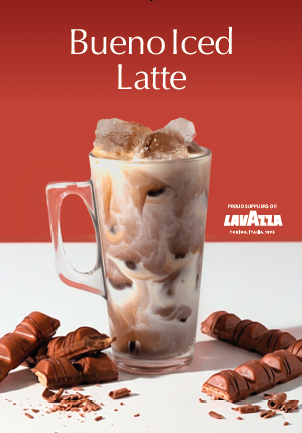 Bueno Iced
Latte
PROUD SUPPLIERS OF:
LAVAZZA
TORINO, ITALIA, 1895